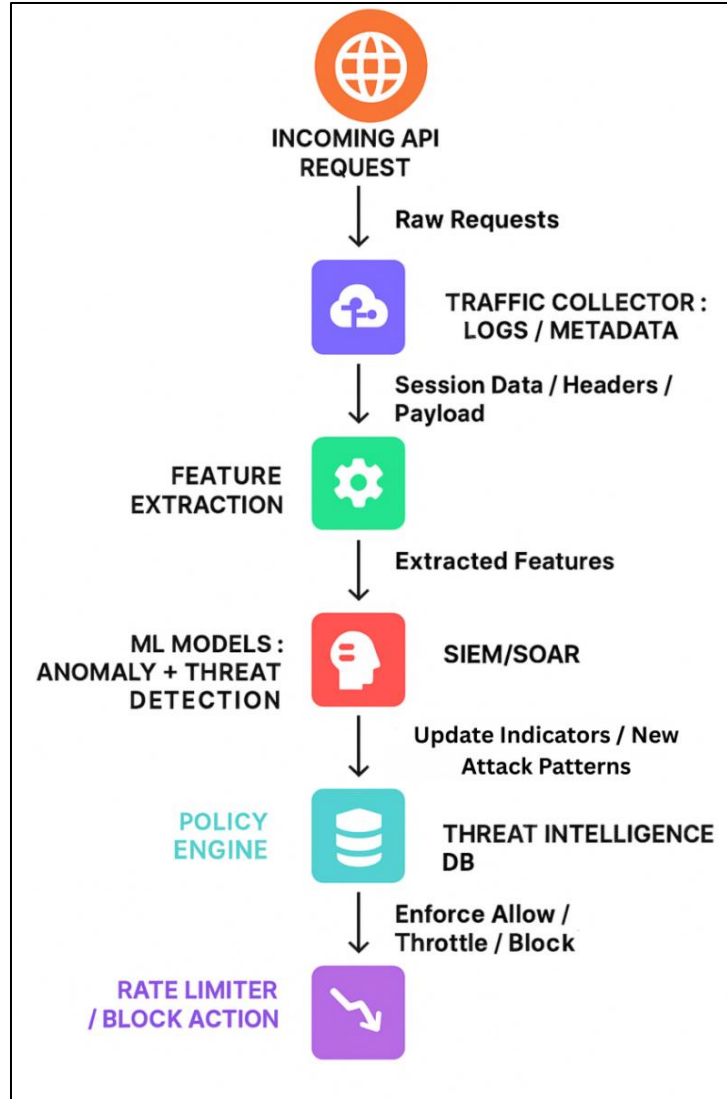 INCOMING API
REQUEST
Raw Requests
TRAFFIC COLLECTOR :
LOGS / METADATA
Session Data / Headers /
Payload
FEATURE
EXTRACTION
Extracted Features
ML MODELS :
ANOMALY + THREAT
DETECTION
SIEM/SOAR
Update Indicators / New
Attack Patterns
POLICY
ENGINE
THREAT INTELLIGENCE
DB
Enforce Allow /
Throttle / Block
RATE LIMITER
/ BLOCK ACTION